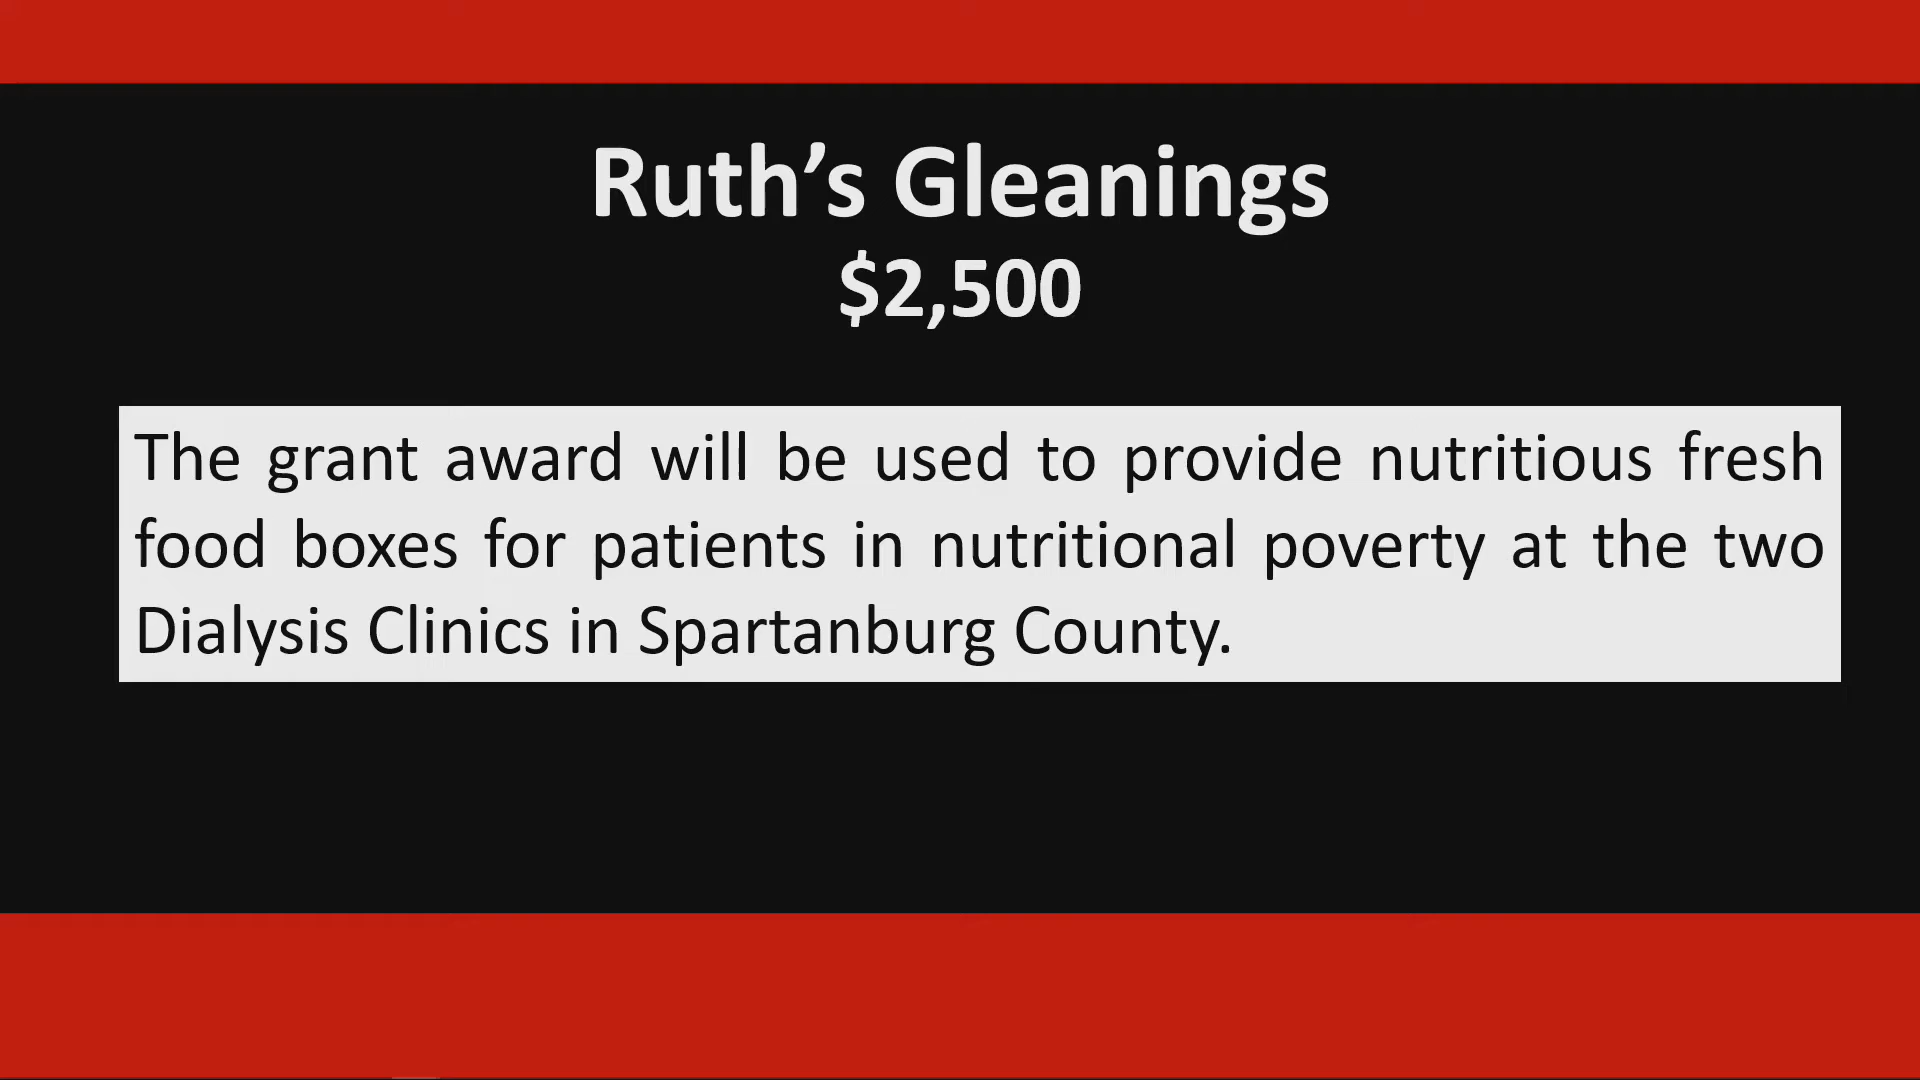 Ruth’s Gleanings
$2,500
The grant award will be used to provide nutritious fresh
food boxes for patients in nutritional poverty at the two
Dialysis Clinics in Spartanburg County.